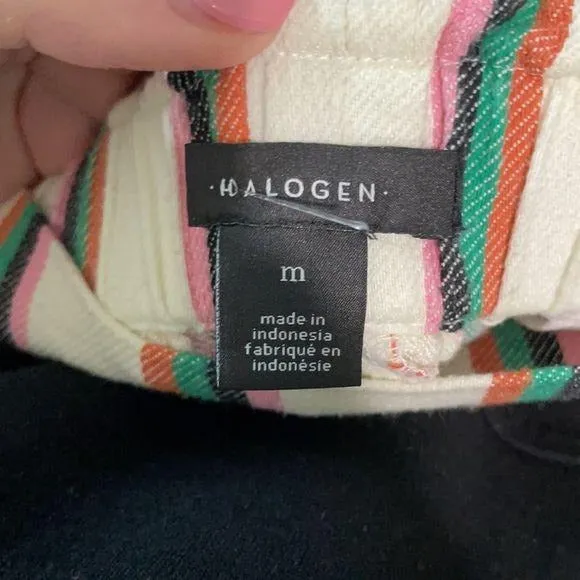 ·HALOGEN·
m
made in
indonesia
fabriqué en
indonésie